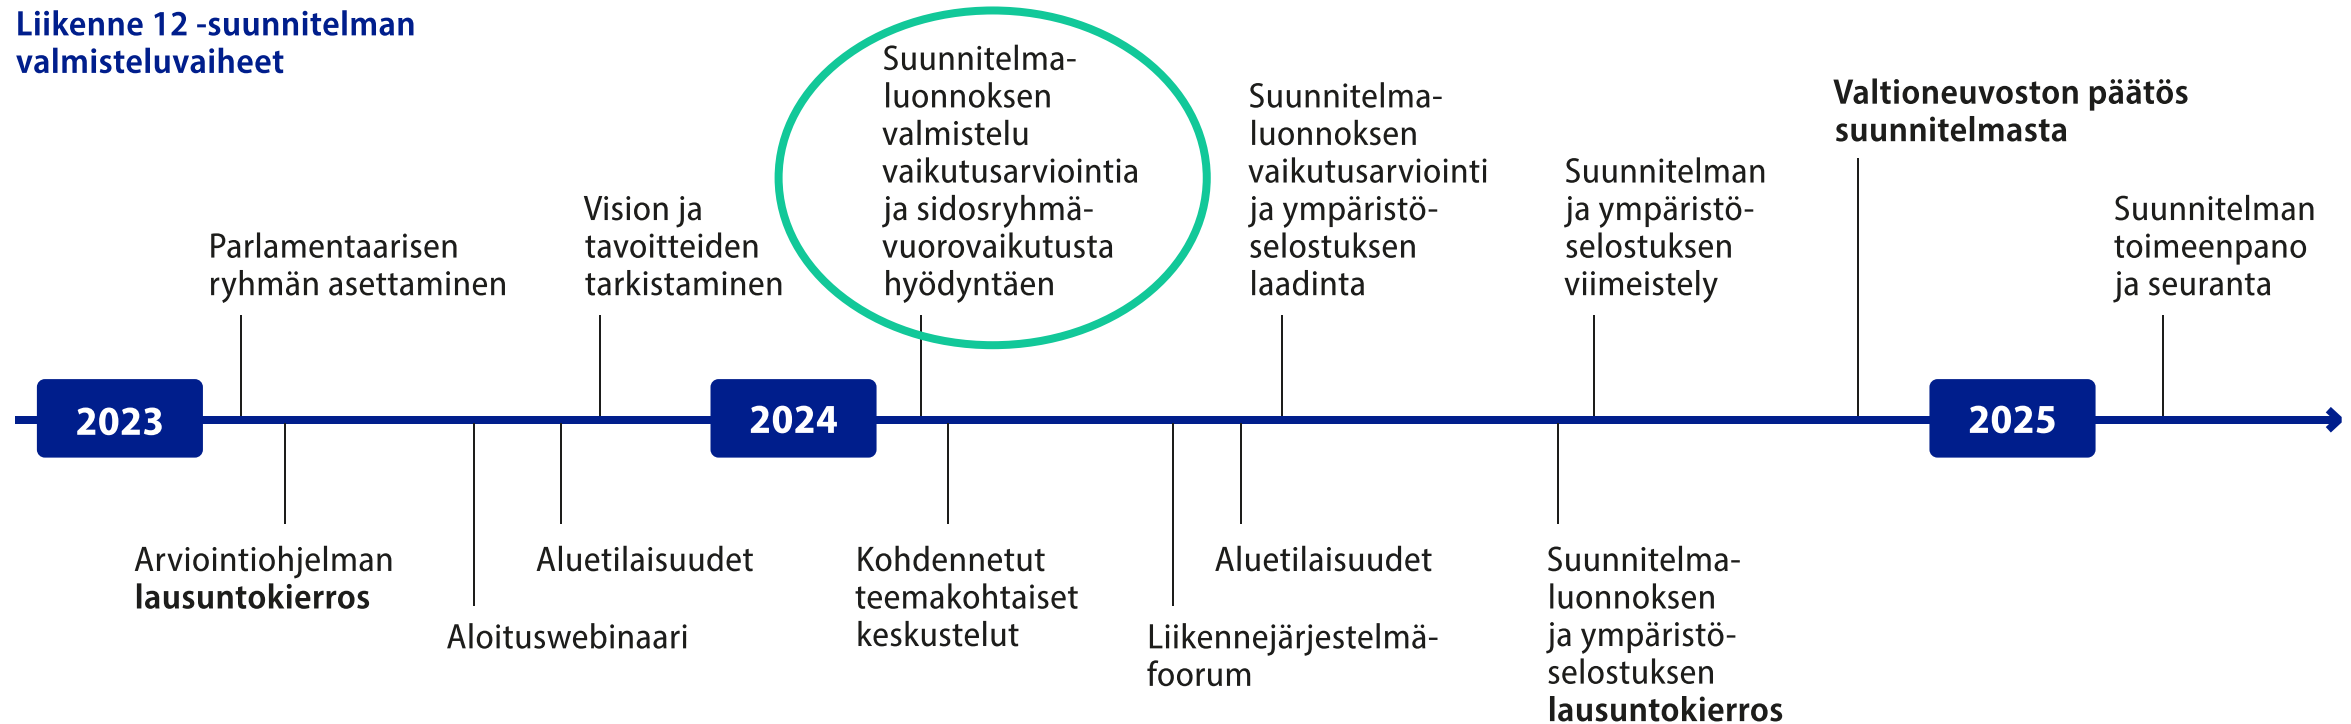 Liikenne 12 -suunnitelman
valmisteluvaiheet
Parlamentaarisen
ryhmän asettaminen
Vision ja
tavoitteiden
tarkistaminen
Suunnitelma-
luonnoksen
valmistelu
vaikutusarviointia
ja sidosryhmä-
vuorovaikutusta
hyödyntäen
Suunnitelma-
luonnoksen
vaikutusarviointi
ja ympäristö-
selostuksen
laadinta
Suunnitelman
ja ympäristö-
selostuksen
viimeistely
Valtioneuvoston päätös
suunnitelmasta
Suunnitelman
toimeenpano
ja seuranta
2023
2024
2025
Arviointiohjelman
lausuntokierros
Aloituswebinaari
Aluetilaisuudet
Kohdennetut
teemakohtaiset
keskustelut
Liikennejärjestelmä-
foorum
Aluetilaisuudet
Suunnitelma-
luonnoksen
ja ympäristö-
selostuksen
lausuntokierros